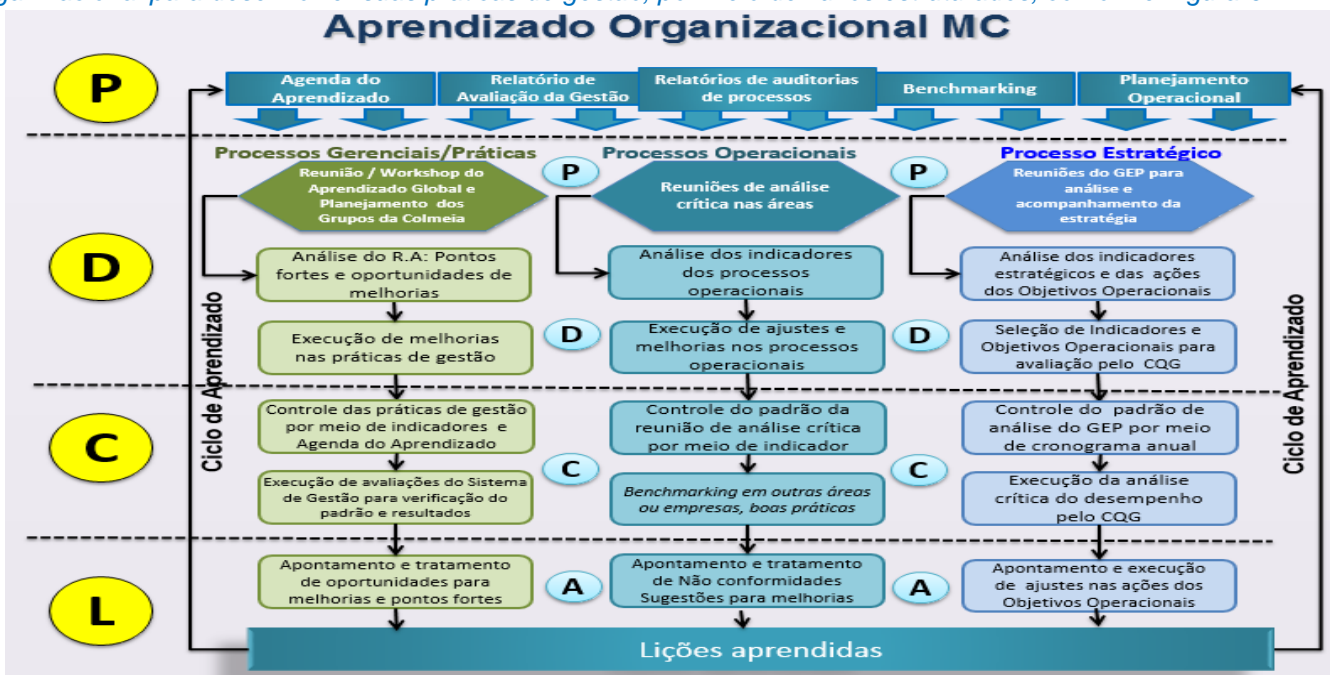 Aprendizado Organizacional MC
P
Agenda do
Aprendizado
Relatório de
Avaliação da Gestão
Relatórios de auditorias
de processos
Benchmarking
Planejamento
Operacional
Processos Gerenciais/Práticas
Reunião / Workshop do
Aprendizado Global e
Planejamento dos
Grupos da Colmeia
P
Processos Operacionais
Reuniões de análise
crítica nas áreas
P
Processo Estratégico
Reuniões do GEP para
análise e
acompanhamento da
estratégia
D
Análise do R.A: Pontos
fortes e oportunidades de
melhorias
Análise dos indicadores
dos processos
operacionais
Análise dos indicadores
estratégicos e das ações
dos Objetivos Operacionais
Execução de melhorias
nas práticas de gestão
D
Execução de ajustes e
melhorias nos processos
operacionais
D
Seleção de Indicadores e
Objetivos Operacionais para
avaliação pelo CQG
Ciclo de Aprendizado
Ciclo de Aprendizado
C
Controle das práticas de gestão
por meio de indicadores e
Agenda do Aprendizado
Controle do padrão da
reunião de análise crítica
por meio de indicador
Controle do padrão de
análise do GEP por meio
de cronograma anual
C
C
Execução de avaliações do Sistema
de Gestão para verificação do
padrão e resultados
Benchmarking em outras áreas
ou empresas, boas práticas
Execução da análise
crítica do desempenho
pelo CQG
L
Apontamento e tratamento
de oportunidades para
melhorias e pontos fortes
A
Apontamento e tratamento
de Não conformidades
Sugestões para melhorias
A
Apontamento e execução
de ajustes nas ações dos
Objetivos Operacionais
Lições aprendidas